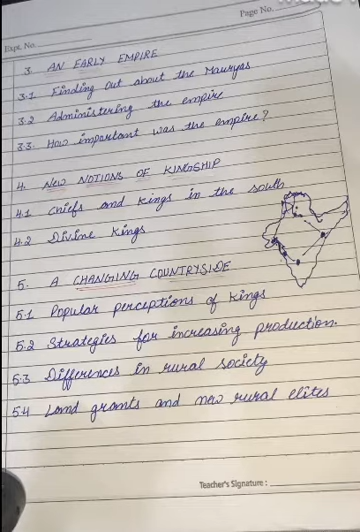 Page No.
Expt. No.
3. AN EARLY EMPIRE
3.1 Finding out about the Mauryas
3.2 Administering the empire
3.3. How important was the empire?
4. NEW NOTIONS OF KINGSHIP
4.1 Chiefs and kings in the south
4.2 Divine Kings
5. A CHANGING COUNTRYSIDE
5.1 Popular perceptions of Kings
5.2 Strategies for increasing production.
5.3 Differences in rural society
5.4 Land grants and new rural elites
Teacher's Signature :